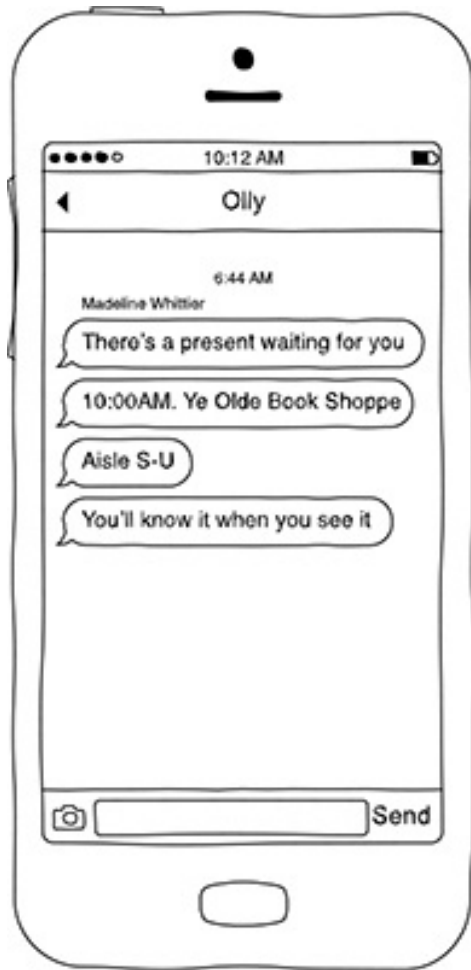 10:12 AM
Olly
6:44 AM
Madeline Whittier
There's a present waiting for you
10:00AM. Ye Olde Book Shoppe
Aisle S-U
You'll know it when you see it
Send